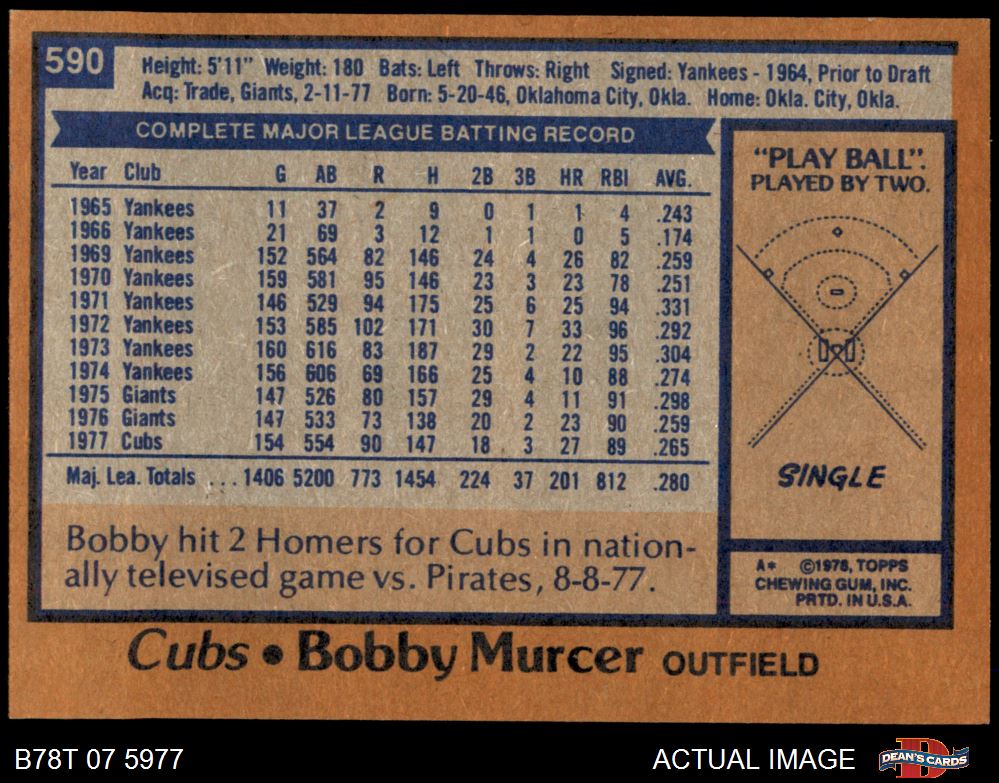 590
Height: 5'11" Weight: 180 Bats: Left Throws: Right Signed: Yankees - 1964, Prior to Draft
Acq: Trade, Giants, 2-11-77 Born: 5-20-46, Oklahoma City, Okla. Home: Okla. City, Okla.
COMPLETE MAJOR LEAGUE BATTING RECORD
Year Club G AB R H 2B 3B HR RBI AVG.
1965 Yankees 11 37 2 9 0 1 1 4 .243
1966 Yankees 21 69 3 12 1 1 0 5 .174
1969 Yankees 152 564 82 146 24 4 26 82 .259
1970 Yankees 159 581 95 146 23 3 23 78 .251
1971 Yankees 146 529 94 175 25 6 25 94 .331
1972 Yankees 153 585 102 171 30 7 33 96 .292
1973 Yankees 160 616 83 187 29 2 22 95 .304
1974 Yankees 156 606 69 166 25 4 10 88 .274
1975 Giants 147 526 80 157 29 4 11 91 .298
1976 Giants 147 533 73 138 20 2 23 90 .259
1977 Cubs 154 554 90 147 18 3 27 89 .265
Maj. Lea. Totals ... 1406 5200 773 1454 224 37 201 812 .280
Bobby hit 2 Homers for Cubs in nation-
ally televised game vs. Pirates, 8-8-77.
"PLAY BALL".
PLAYED BY TWO.
SINGLE
A* ©1978, TOPPS
CHEWING GUM, INC.
PRTD. IN U.S.A.
Cubs • Bobby Murcer OUTFIELD
B78T 07 5977
ACTUAL IMAGE
DEAN'S CARDS